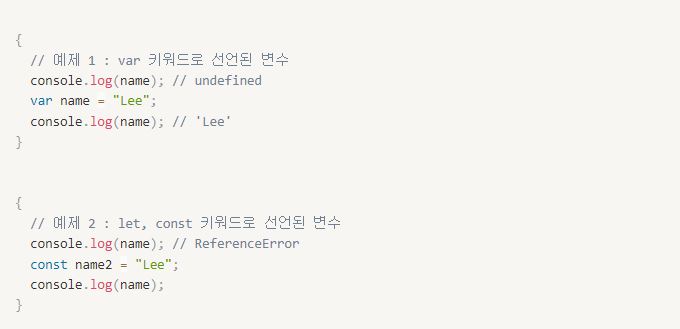 {
// 예제 1 : var 키워드로 선언된 변수
console.log(name); // undefined
var name = "Lee";
console.log(name); // 'Lee'
}
{
// 예제 2 : let, const 키워드로 선언된 변수
console.log(name); // ReferenceError
const name2 = "Lee";
console.log(name);
}